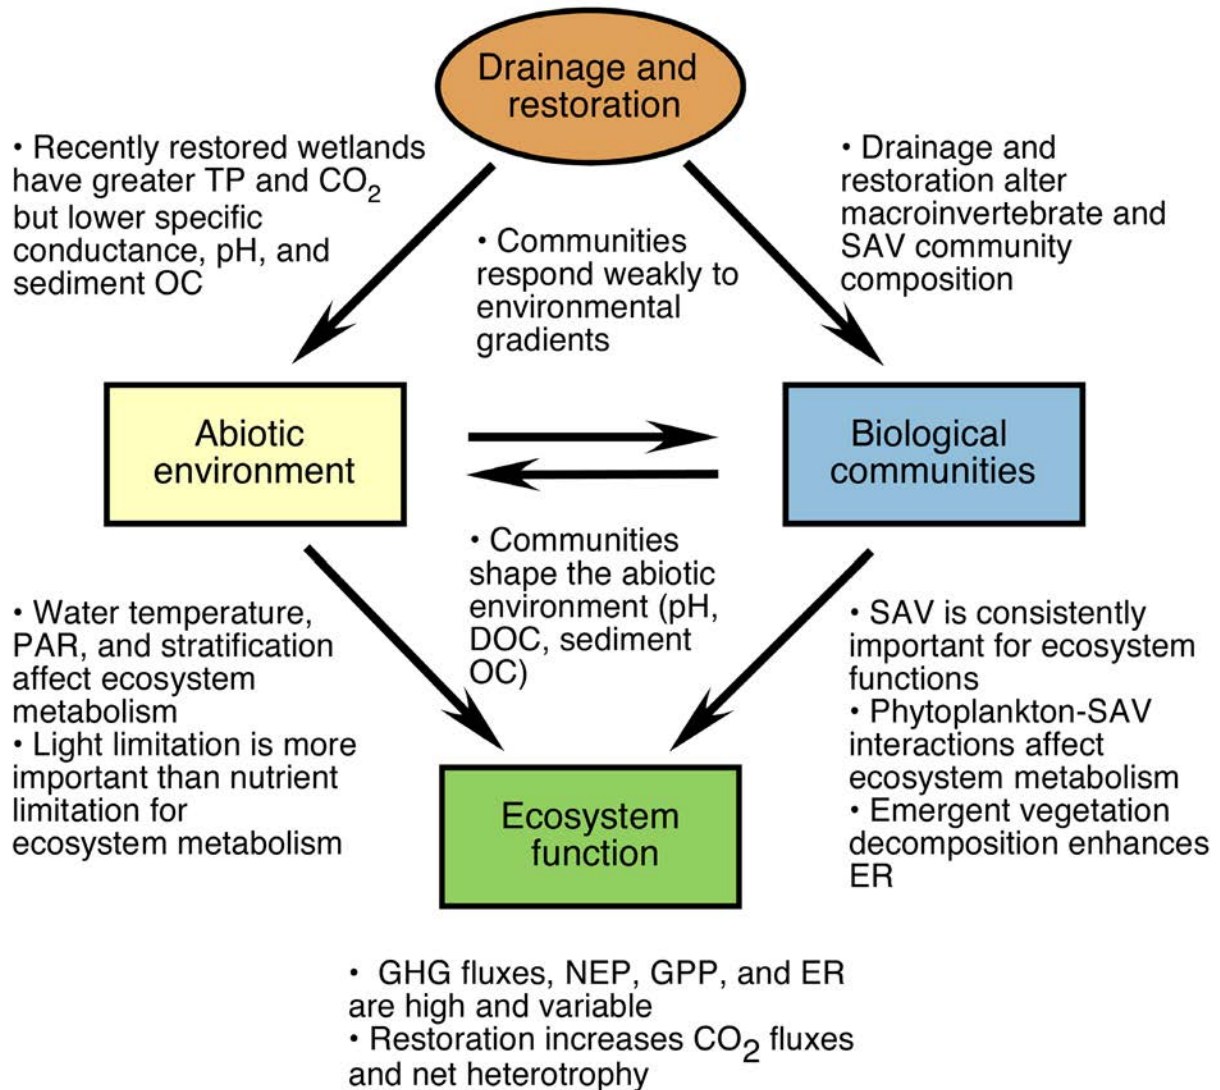 Drainage and
restoration
• Recently restored wetlands
have greater TP and CO2
but lower specific
conductance, pH, and
sediment OC
• Communities
respond weakly to
environmental
gradients
• Drainage and
restoration alter
macroinvertebrate and
SAV community
composition
Abiotic
environment
Biological
communities
• Communities
shape the abiotic
environment (pH,
DOC, sediment
OC)
• Water temperature,
PAR, and stratification
affect ecosystem
metabolism
• Light limitation is more
important than nutrient
limitation for
ecosystem metabolism
• SAV is consistently
important for ecosystem
functions
• Phytoplankton-SAV
interactions affect
ecosystem metabolism
• Emergent vegetation
decomposition enhances
ER
Ecosystem
function
• GHG fluxes, NEP, GPP, and ER
are high and variable
• Restoration increases CO2 fluxes
and net heterotrophy